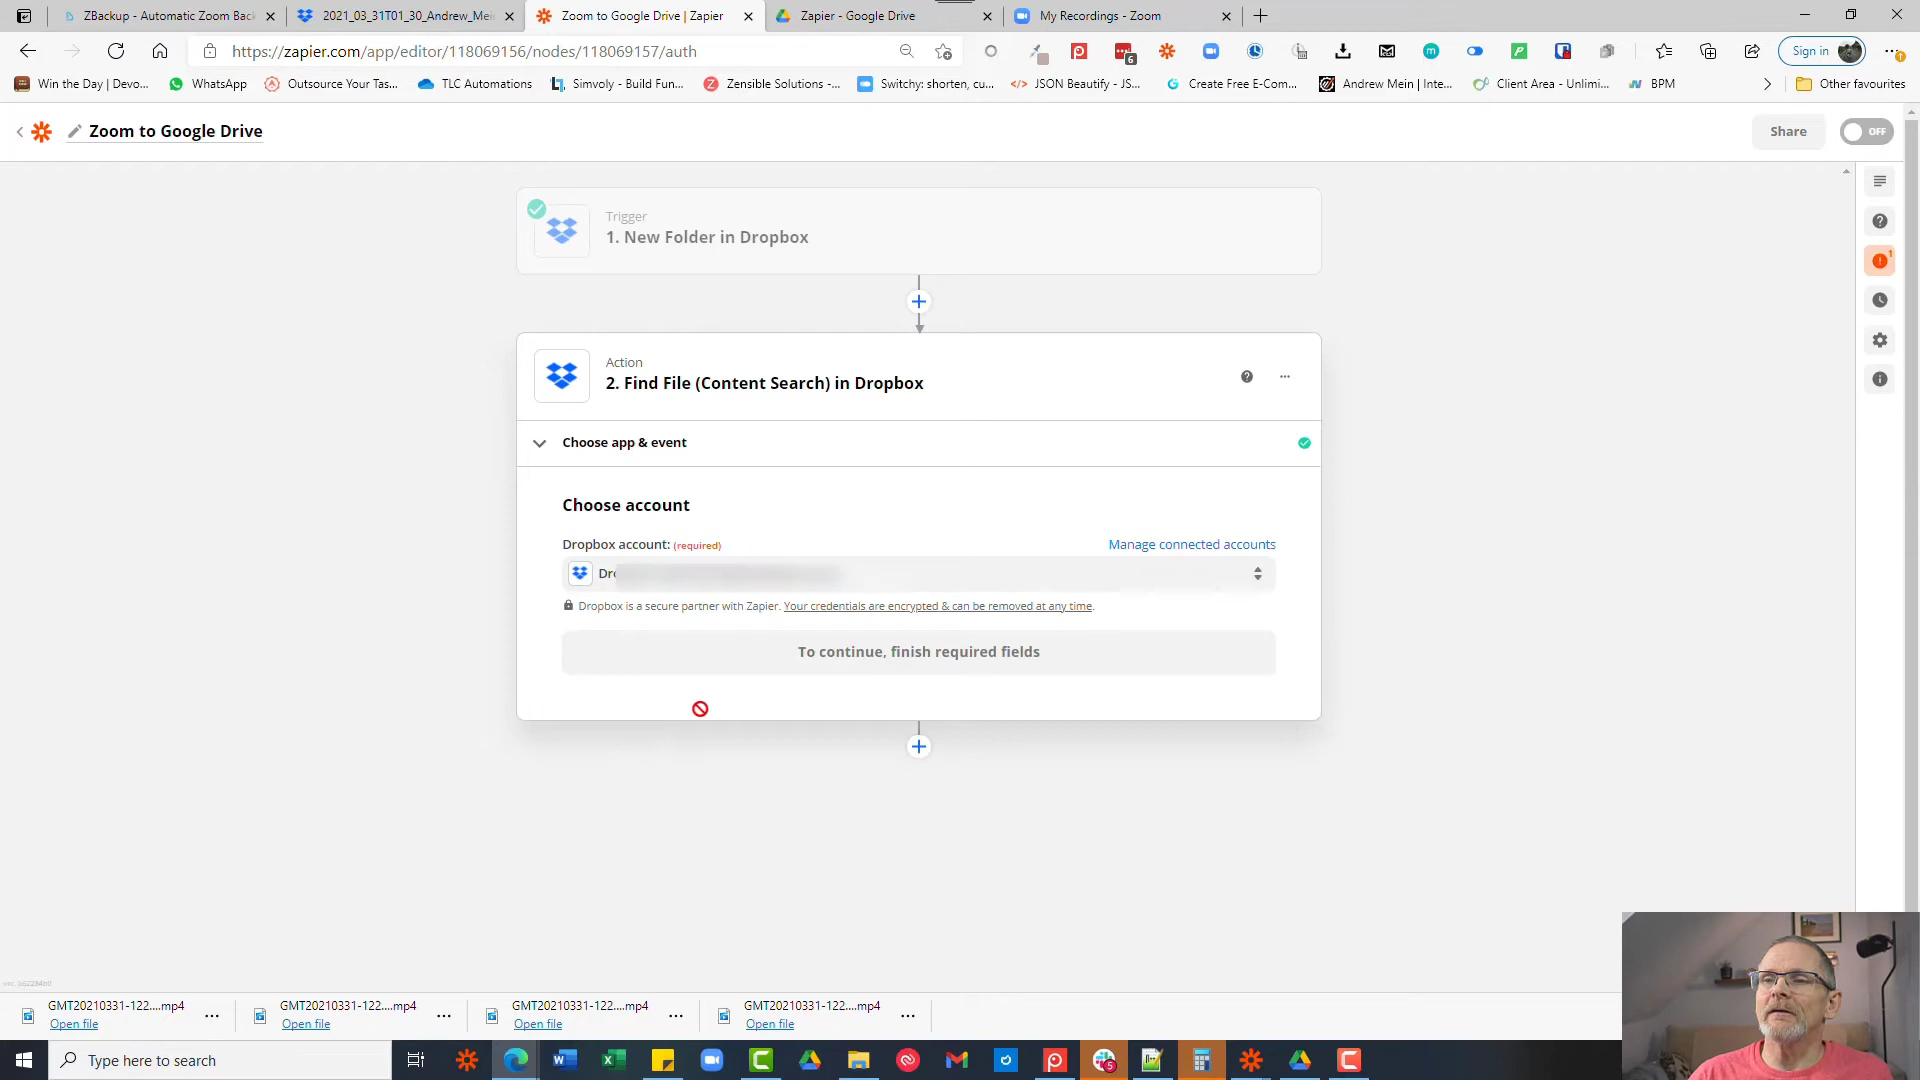 ZBackup - Automatic Zoom Back
2021_03_31T01_30_Andrew_Mein
Zoom to Google Drive | Zapier
Zapier - Google Drive
My Recordings - Zoom
https://zapier.com/app/editor/118069156/nodes/118069157/auth
6
Sign in
Win the Day | Devo...
WhatsApp
Outsource Your Tas...
TLC Automations
Simvoly - Build Fun...
Zensible Solutions -...
Switchy: shorten, cu...
JSON Beautify - JS...
Create Free E-Com...
Andrew Mein | Inte...
Client Area - Unlimi...
BPM
Other favourites
Zoom to Google Drive
Share
OFF
Trigger
1. New Folder in Dropbox
1
Action
2. Find File (Content Search) in Dropbox
Choose app & event
Choose account
Dropbox account: (required)
Manage connected accounts
Dropbox is a secure partner with Zapier. Your credentials are encrypted & can be removed at any time.
To continue, finish required fields
GMT20210331-122....mp4
Open file
GMT20210331-122....mp4
Open file
GMT20210331-122....mp4
Open file
GMT20210331-122....mp4
Open file
Type here to search
5